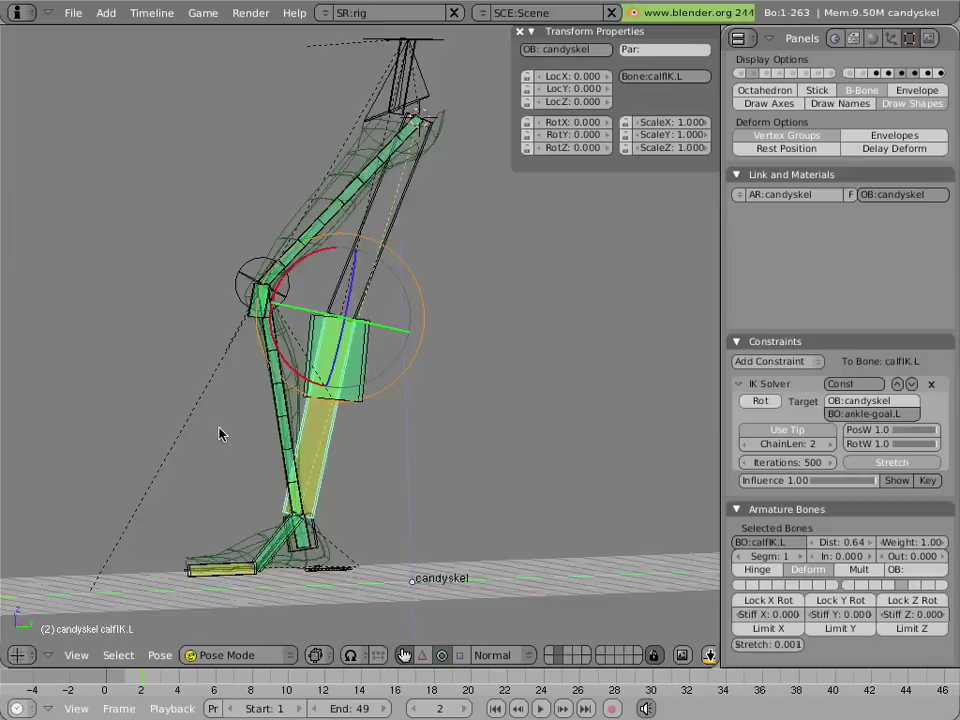 File Add Timeline Game Render Help SR:rig SCE:Scene www.blender.org 244 Bo:1-263 | Mem:9.50M candyskel
Transform Properties
OB: candyskel Par:
LocX: 0.000 Bone:calfIK.L
LocY: 0.000
LocZ: 0.000
RotX: 0.000 ScaleX: 1.000
RotY: 0.000 ScaleY: 1.000
RotZ: 0.000 ScaleZ: 1.000
Panels
Display Options
Octahedron Stick B-Bone Envelope
Draw Axes Draw Names Draw Shapes
Deform Options
Vertex Groups Envelopes
Rest Position Delay Deform
Link and Materials
AR:candyskel F OB:candyskel
Constraints
Add Constraint To Bone: calfIK.L
IK Solver Const x
Rot Target OB:candyskel
BO:ankle-goal.L
Use Tip PosW 1.0
ChainLen: 2 RotW 1.0
Iterations: 500 Stretch
Influence 1.00 Show Key
Armature Bones
Selected Bones
BO:calfIK.L Dist: 0.64 Weight: 1.00
Segm: 1 In: 0.000 Out: 0.000
Hinge Deform Mult OB:
Lock X Rot Lock Y Rot Lock Z Rot
Stiff X: 0.000 Stiff Y: 0.000 Stiff Z: 0.000
Limit X Limit Y Limit Z
Stretch: 0.001
candyskel
z
y
(2) candyskel calfIK.L
View Select Pose Pose Mode Normal
-4 -2 0 2 4 6 8 10 12 14 16 18 20 22 24 26 28 30 32 34 36 38 40 42 44 46
View Frame Playback Pr Start: 1 End: 49 2